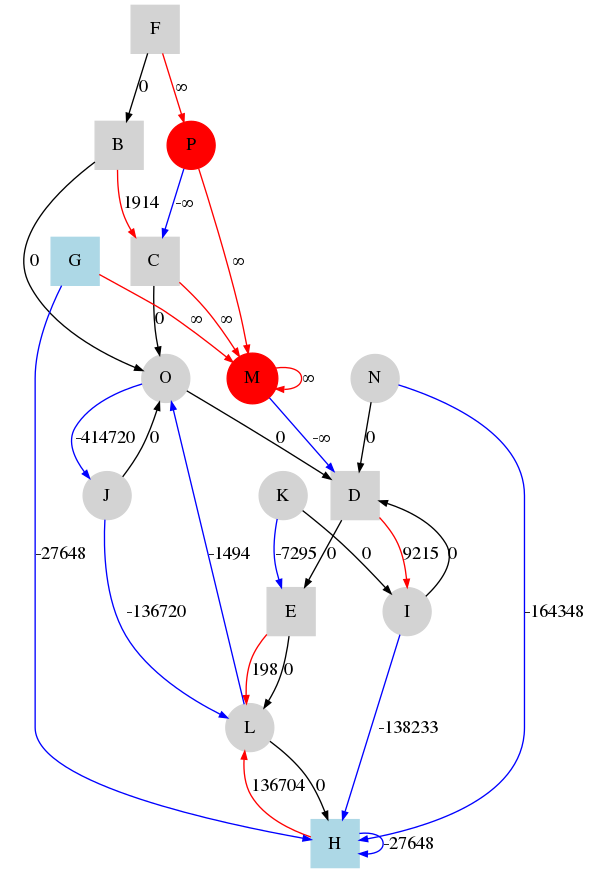 F
0 ∞
B P
1914 -∞
0 G C ∞
0 ∞ ∞
O M ∞ N
-414720 0 0 -∞ 0
J K D
-27648 -1494 -7295 0 0 9215 0 -164348
-136720 E I
198 0
L -138233
136704 0
H -27648